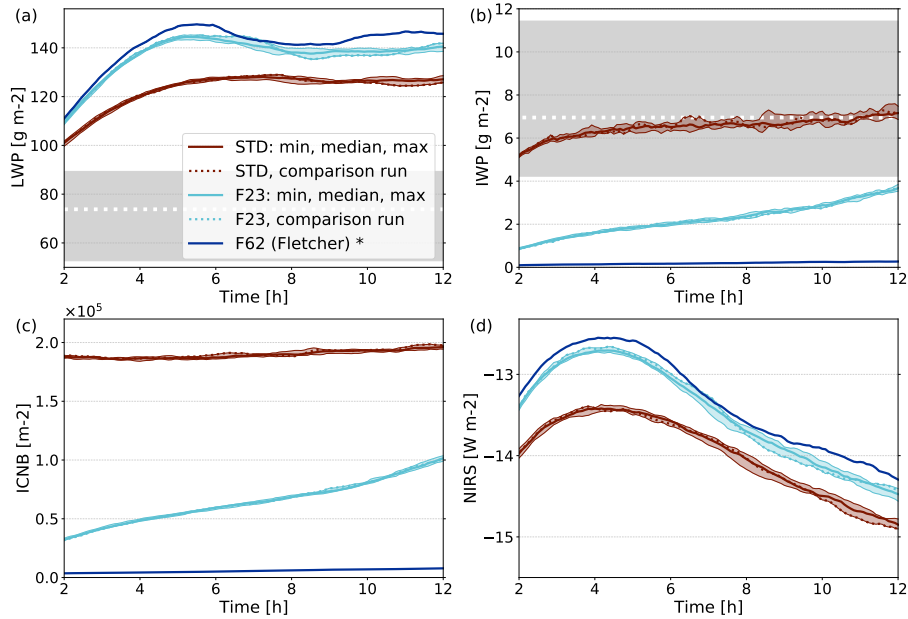 (a)
140
120
100
80
60
LWP [g m-2]
2
4
6
8
10
12
Time [h]
STD: min, median, max
STD, comparison run
F23: min, median, max
F23, comparison run
F62 (Fletcher) *
(b)
12
10
8
6
4
2
0
IWP [g m-2]
2
4
6
8
10
12
Time [h]
(c)
×10⁵
2.0
1.5
1.0
0.5
0.0
ICNB [m-2]
2
4
6
8
10
12
Time [h]
(d)
−13
−14
−15
NIRS [W m-2]
2
4
6
8
10
12
Time [h]